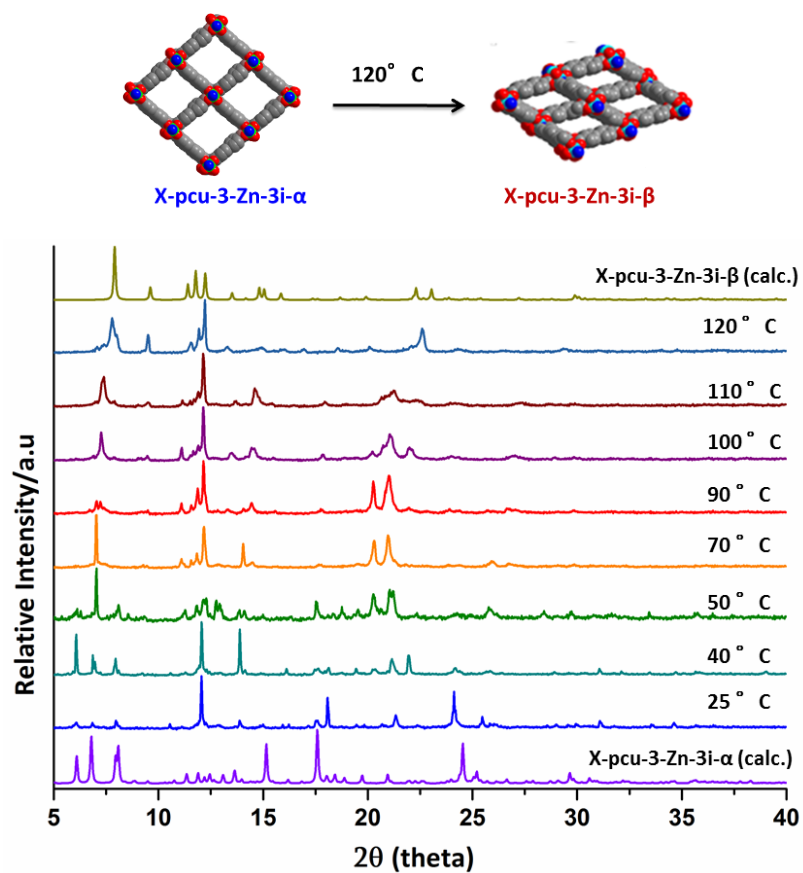 120° C
X-pcu-3-Zn-3i-α
X-pcu-3-Zn-3i-β
X-pcu-3-Zn-3i-β (calc.)
120° C
110° C
100° C
90° C
70° C
50° C
40° C
25° C
X-pcu-3-Zn-3i-α (calc.)
Relative Intensity/a.u
5 10 15 20 25 30 35 40
2θ (theta)